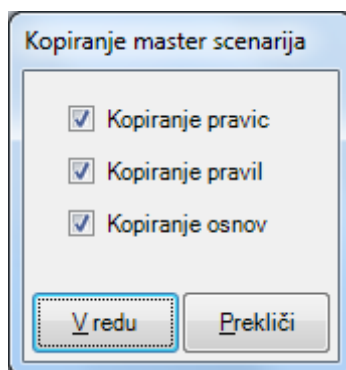 Kopiranje master scenarija
Kopiranje pravic
Kopiranje pravil
Kopiranje osnov
V redu
Prekliči